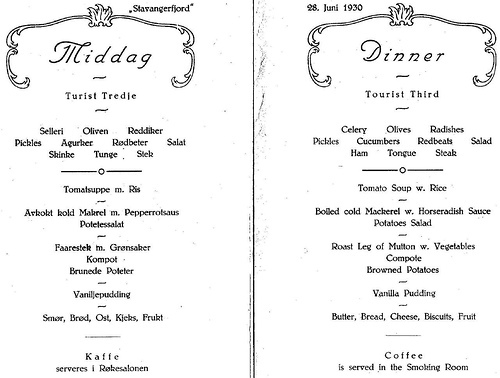 „Stavangerfjord"
Middag
Turist Tredje
Selleri Oliven Reddiker
Pickles Agurker Rødbeter Salat
Skinke Tunge Stek
Tomatsuppe m. Ris
Avkokt kold Makrel m. Pepperrotsaus
Potetessalat
Faarestek m. Grønsaker
Kompot
Brunede Poteter
Vaniljepudding
Smør, Brød, Ost, Kjeks, Frukt
Kaffe
serveres i Røkesalonen
28. Juni 1930
Dinner
Tourist Third
Celery Olives Radishes
Pickles Cucumbers Redbeats Salad
Ham Tongue Steak
Tomato Soup w. Rice
Boiled cold Mackerel w. Horseradish Sauce
Potatoes Salad
Roast Leg of Mutton w. Vegetables
Compote
Browned Potatoes
Vanilla Pudding
Butter, Bread, Cheese, Biscuits, Fruit
Coffee
is served in the Smoking Room